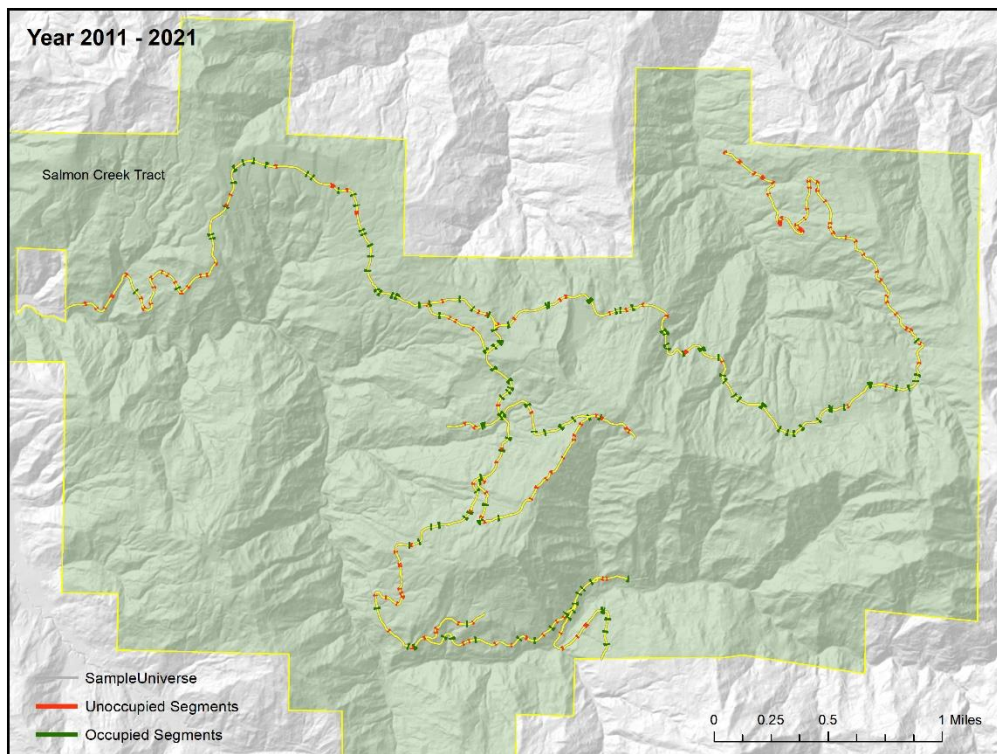 Year 2011 - 2021
Salmon Creek Tract
SampleUniverse
Unoccupied Segments
Occupied Segments
0 0.25 0.5 1 Miles